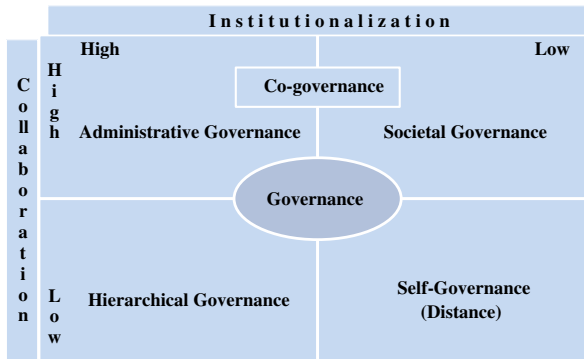 Institutionalization
High
Low
Collaboration
High
Co-governance
Administrative Governance
Societal Governance
Governance
Low
Hierarchical Governance
Self-Governance
(Distance)